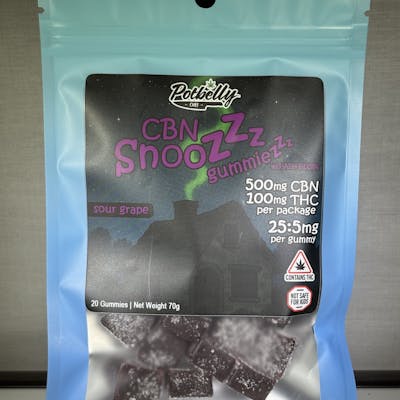 Potbelly
CHEF
CBN
SnooZzz
gummiezzz
sour grape
500mg CBN
100mg THC
per package
25:5mg
per gummy
CONTAINS THC
NOT SAFE
FOR KIDS
20 Gummies | Net Weight 70g